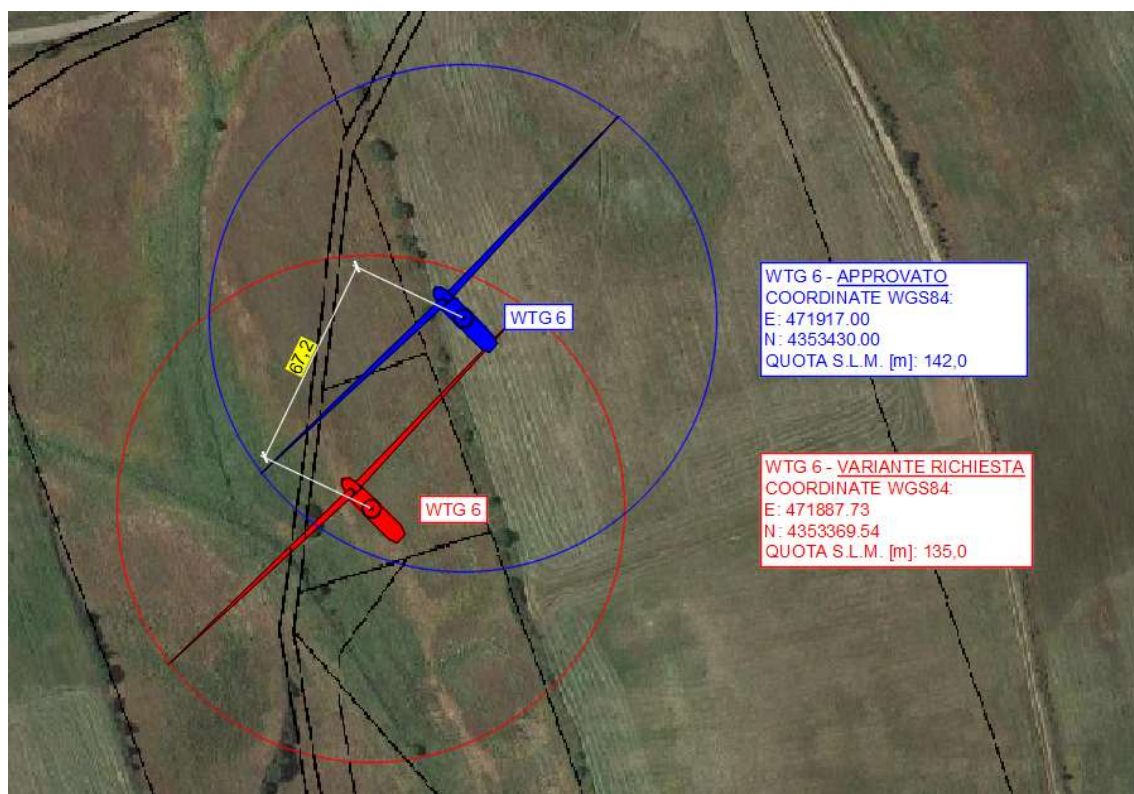 WTG 6 - APPROVATO
COORDINATE WGS84:
E: 471917.00
N: 4353430.00
QUOTA S.L.M. [m]: 142,0
WTG 6
67,2
WTG 6 - VARIANTE RICHIESTA
COORDINATE WGS84:
E: 471887.73
N: 4353369.54
QUOTA S.L.M. [m]: 135,0
WTG 6